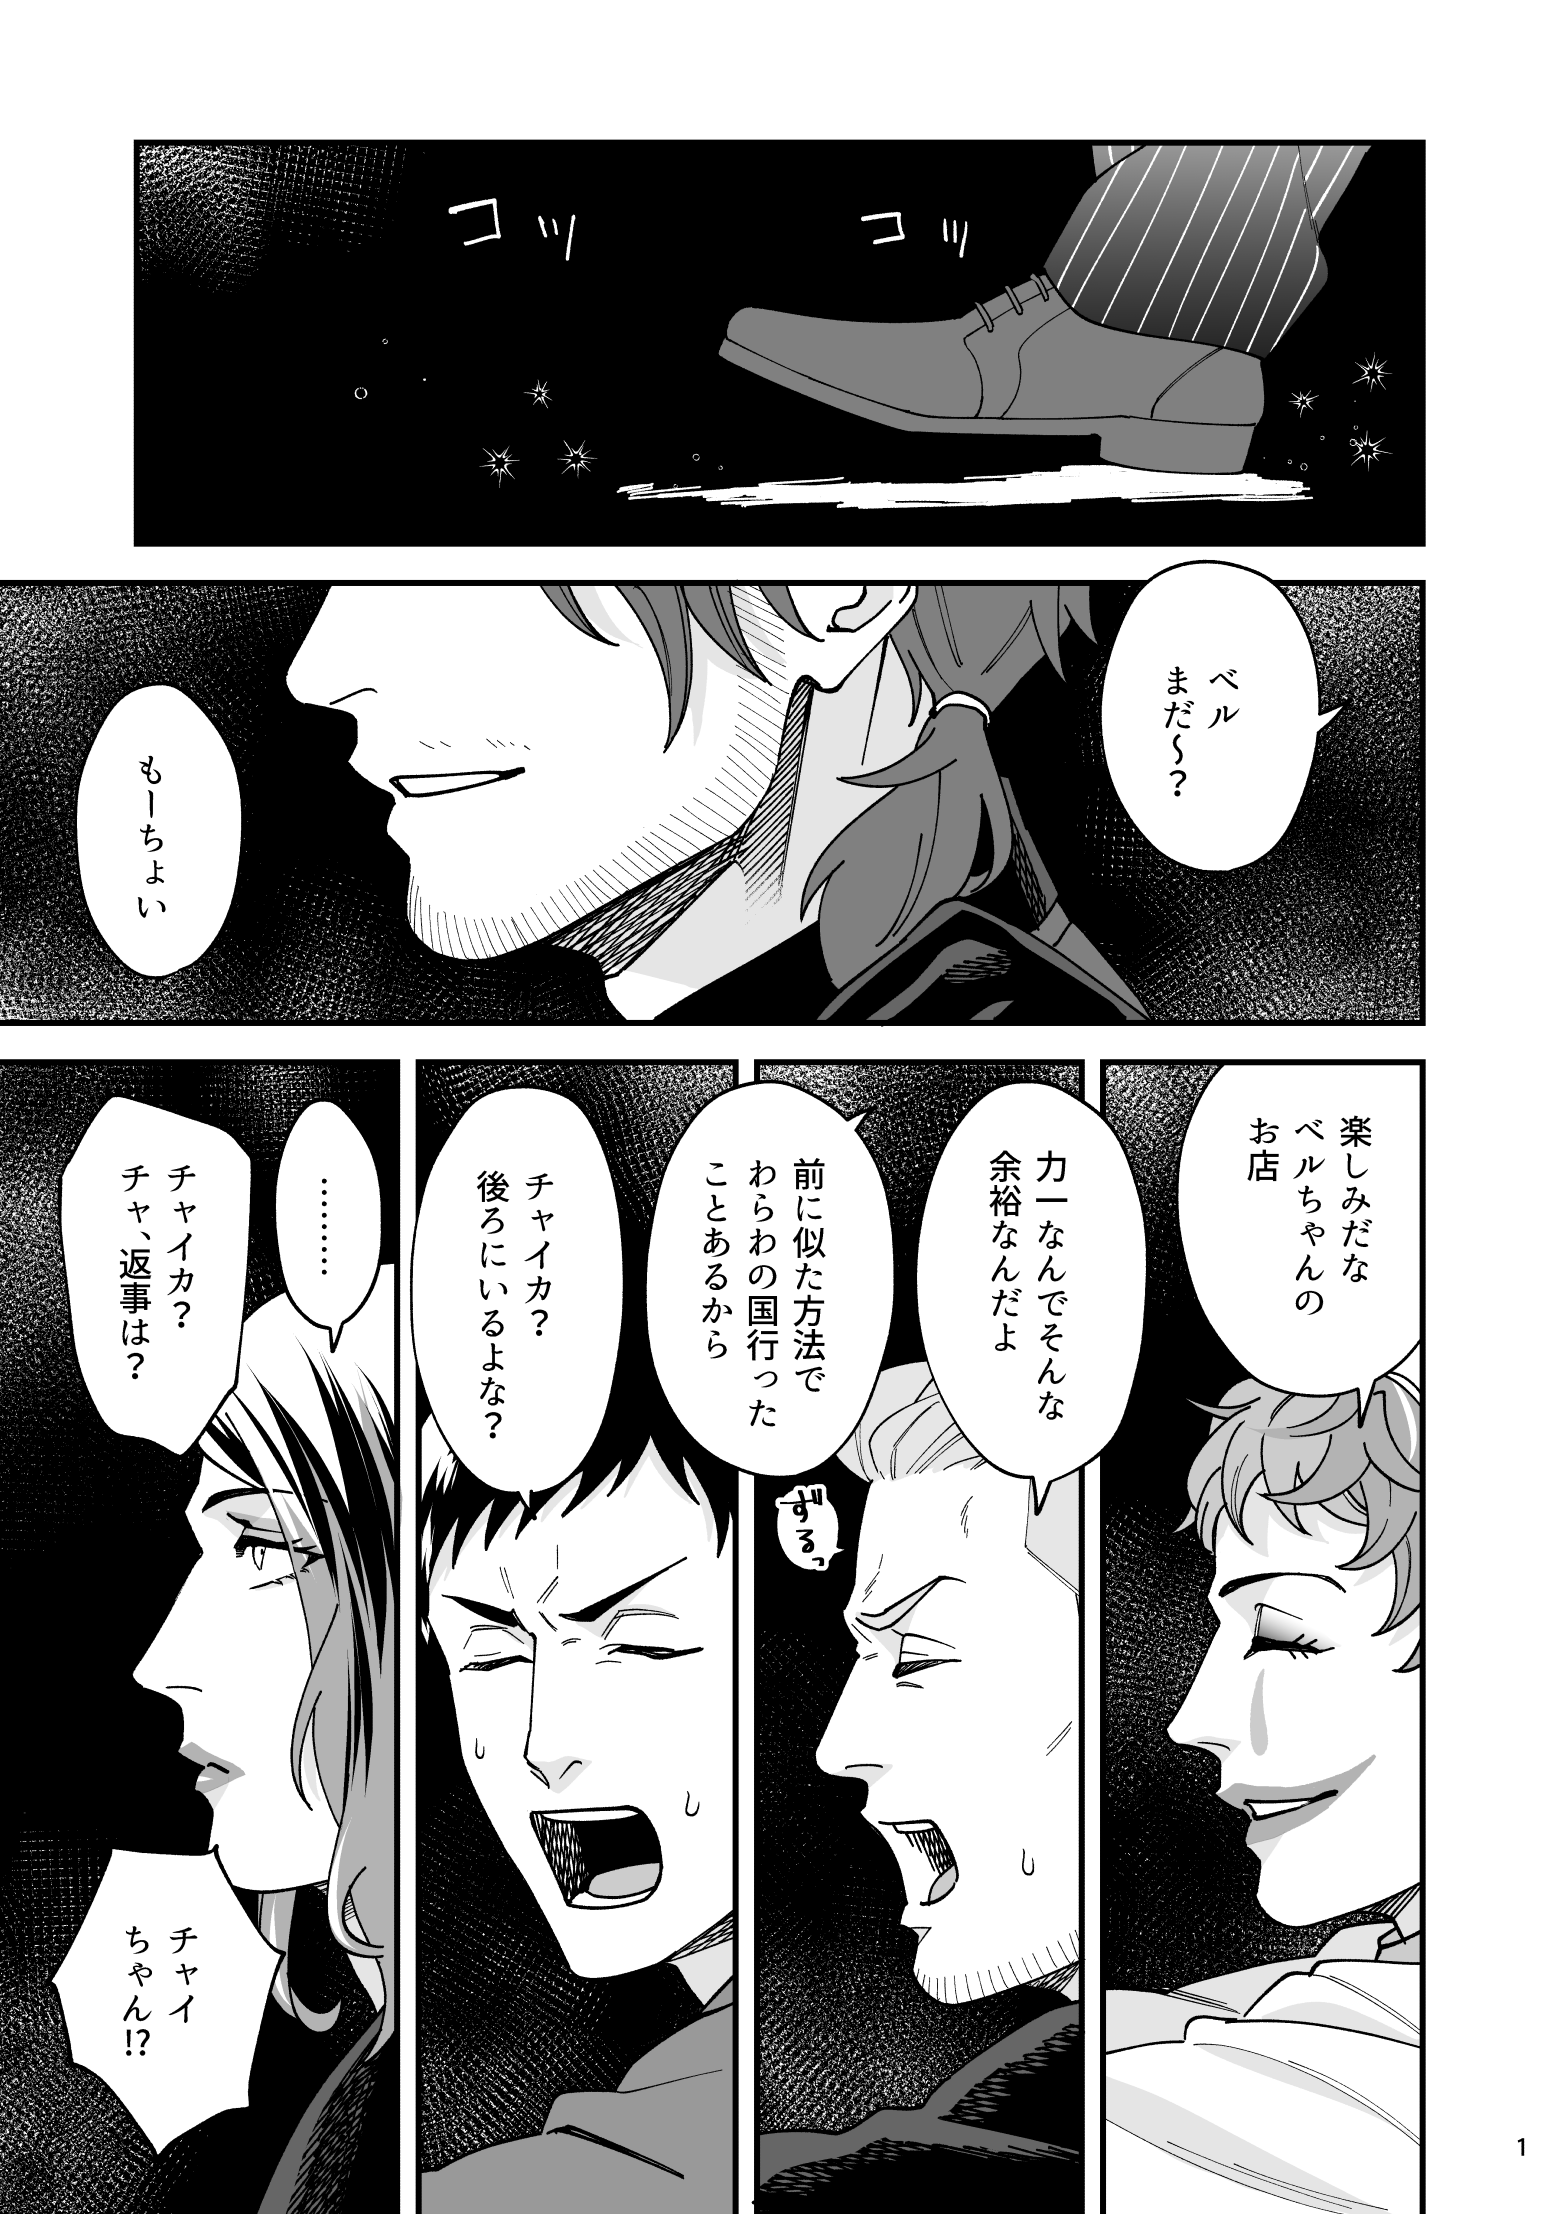 コツ
コツ
ベル
まだ〜?
もーちょい
楽しみだな
ベルちゃんの
お店
力一なんでそんな
余裕なんだよ
前に似た方法で
わらわの国行った
ことあるから
ずるっ
チャイカ?
後ろにいるよな?
………
チャイカ?
チャ、返事は?
チャイ
ちゃん!?
1